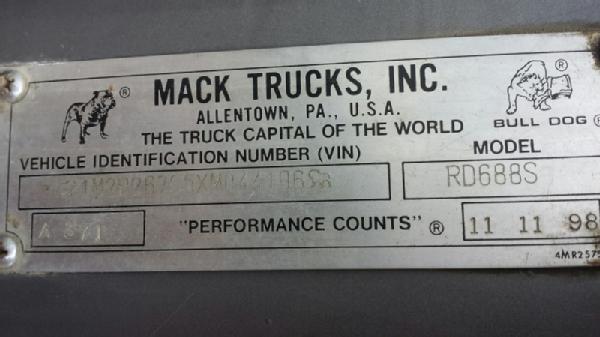 MACK TRUCKS, INC.
ALLENTOWN, PA., U.S.A.
THE TRUCK CAPITAL OF THE WORLD
® ® BULL DOG ®
VEHICLE IDENTIFICATION NUMBER (VIN) MODEL
RD688S
"PERFORMANCE COUNTS" ® 11 11 98